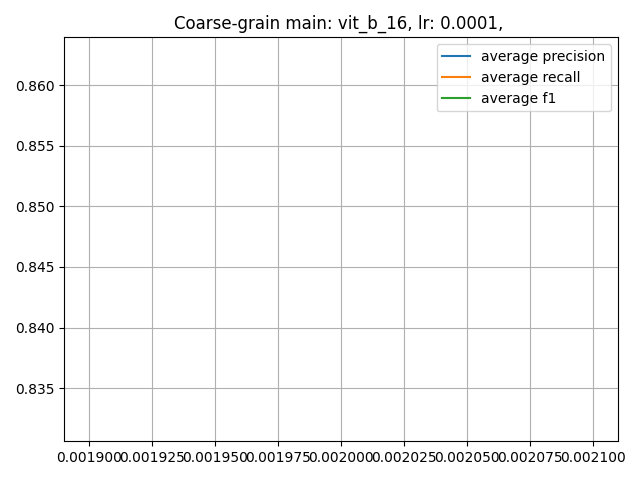 Coarse-grain main: vit_b_16, lr: 0.0001,
average precision
average recall
average f1
0.860
0.855
0.850
0.845
0.840
0.835
0.001900 0.001925 0.001950 0.001975 0.002000 0.002025 0.002050 0.002075 0.002100